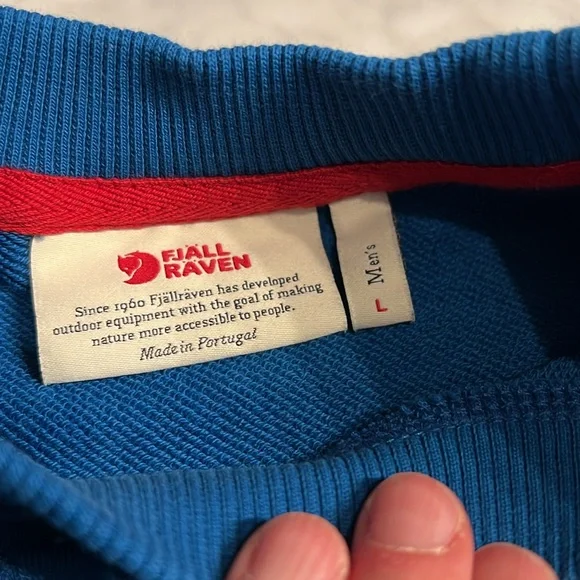 FJÄLL
RÄVEN
Since 1960 Fjällräven has developed
outdoor equipment with the goal of making
nature more accessible to people.
Made in Portugal
Men's
L